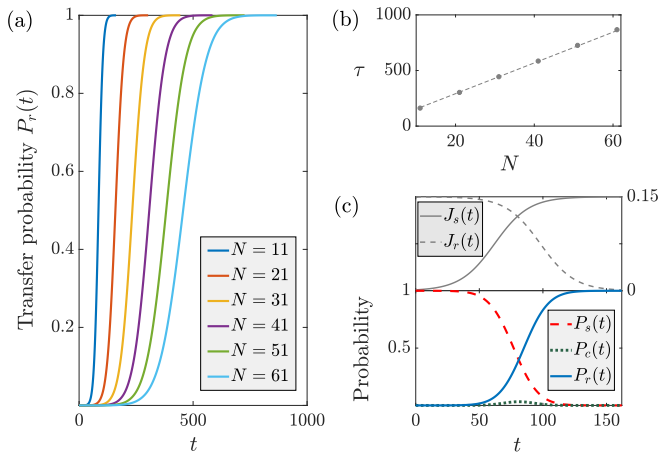 (a)
Transfer probability P_r(t)
1
0.8
0.6
0.4
0.2
0
500
1000
t
N = 11
N = 21
N = 31
N = 41
N = 51
N = 61
(b)
τ
1000
500
0
20
40
60
N
(c)
J_s(t)
J_r(t)
0.15
0
Probability
1
0.5
0
50
100
150
t
P_s(t)
P_c(t)
P_r(t)